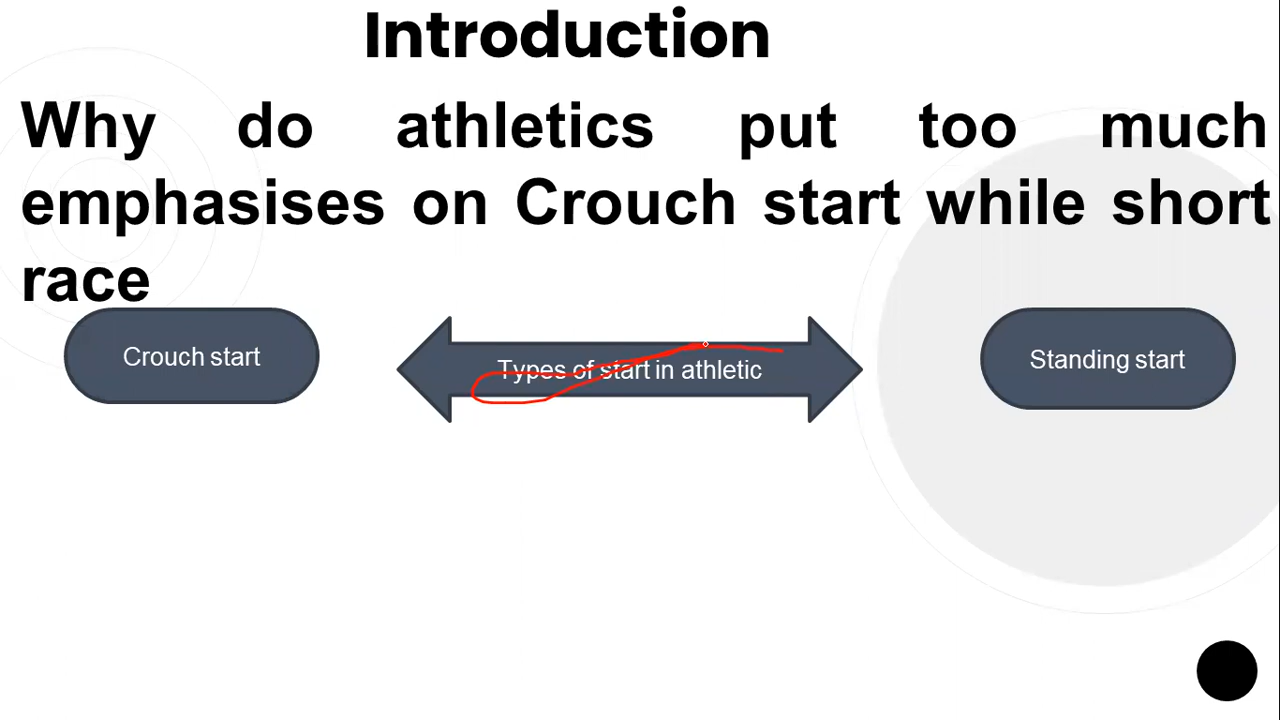 Introduction
Why do athletics put too much
emphasises on Crouch start while short
race
Crouch start
Types of start in athletic
Standing start